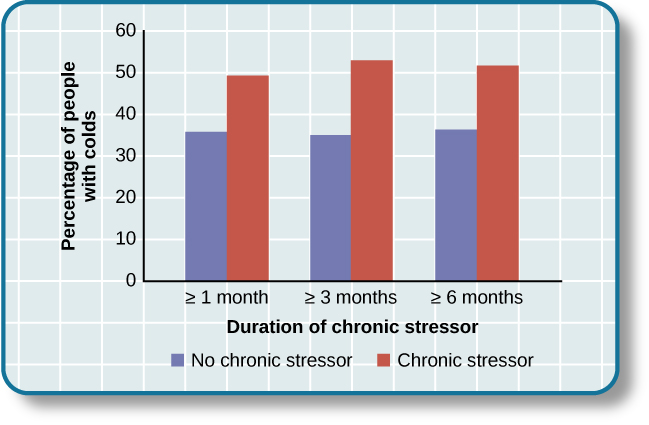 Percentage of people
with colds
60
50
40
30
20
10
0
≥ 1 month ≥ 3 months ≥ 6 months
Duration of chronic stressor
No chronic stressor Chronic stressor